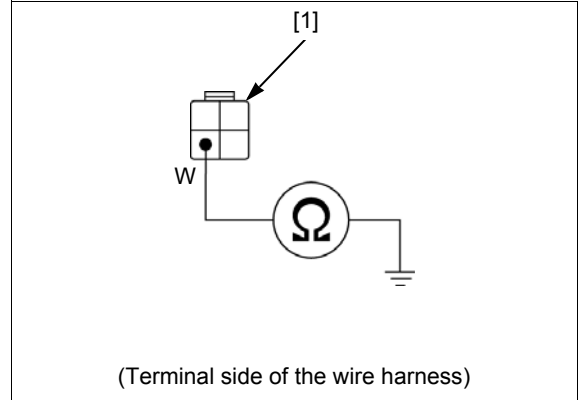 [1]
W
Ω
(Terminal side of the wire harness)